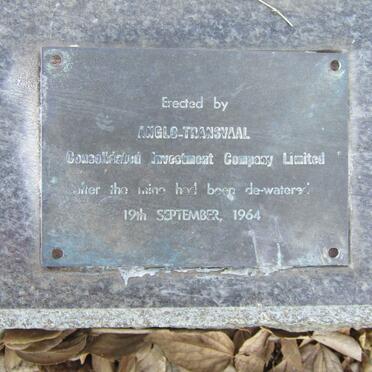 Erected by
ANGLO-TRANSVAAL
Consolidated Investment Company Limited
after the mine had been de-watered
19th SEPTEMBER, 1964